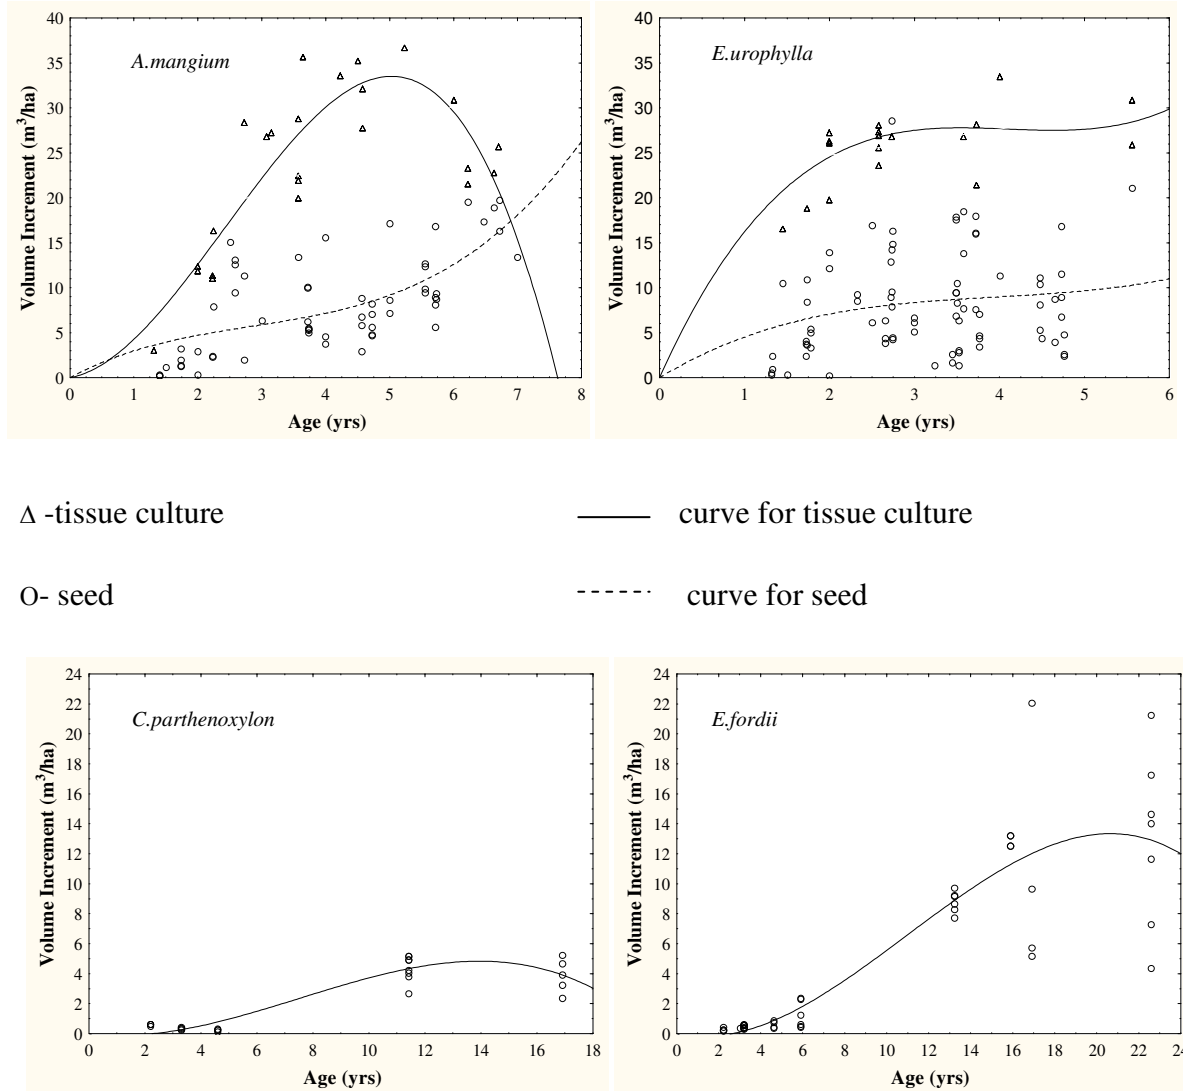 A.mangium
Volume Increment (m³/ha)
40
35
30
25
20
15
10
5
0
0 1 2 3 4 5 6 7 8
Age (yrs)
E.urophylla
Volume Increment (m³/ha)
40
35
30
25
20
15
10
5
0
0 1 2 3 4 5 6
Age (yrs)
Δ -tissue culture
curve for tissue culture
O- seed
curve for seed
C.parthenoxylon
Volume Increment (m³/ha)
24
22
20
18
16
14
12
10
8
6
4
2
0
0 2 4 6 8 10 12 14 16 18
Age (yrs)
E.fordii
Volume Increment (m³/ha)
24
22
20
18
16
14
12
10
8
6
4
2
0
0 2 4 6 8 10 12 14 16 18 20 22 24
Age (yrs)